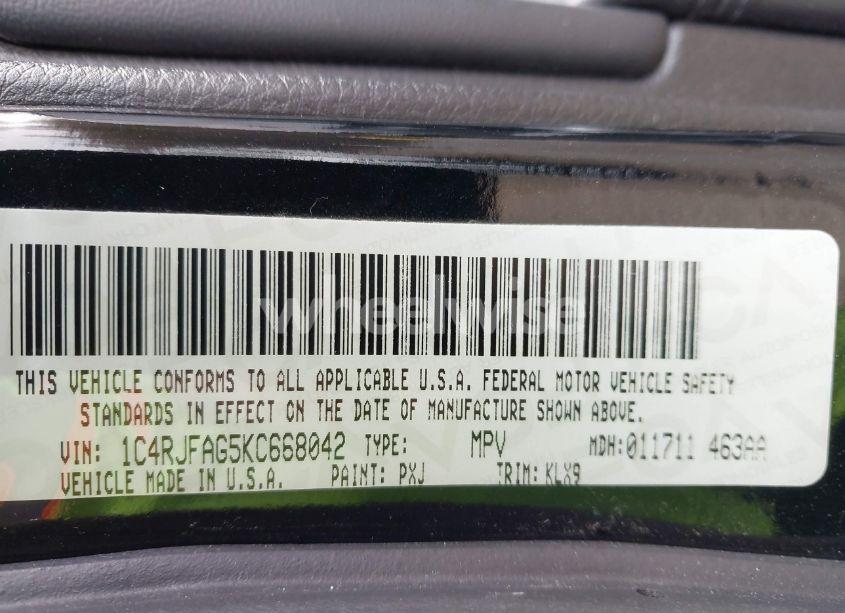 wheelwise
THIS VEHICLE CONFORMS TO ALL APPLICABLE U.S.A. FEDERAL MOTOR VEHICLE SAFETY
STANDARDS IN EFFECT ON THE DATE OF MANUFACTURE SHOWN ABOVE.
VIN: 1C4RJFAG5KC668042 TYPE: MPV MDH:011711 463AA
VEHICLE MADE IN U.S.A. PAINT: PXJ TRIM: KLX9